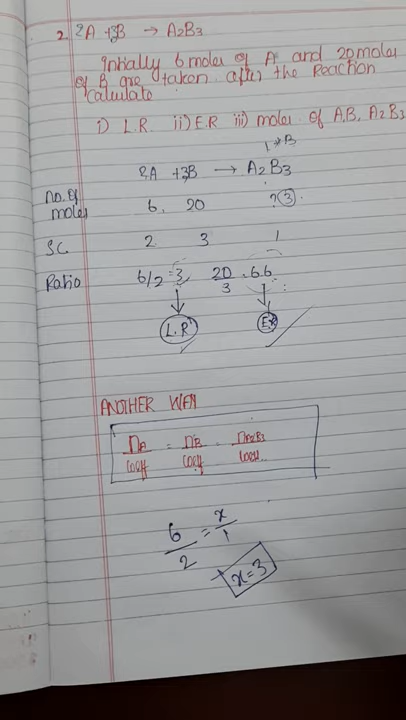 2. 2A + 3B → A2B3
Initially 6 moles of A and 20 moles
of B are taken after the Reaction
Calculate
i) L.R. ii) E.R iii) moles of A, B, A2B3
2A + 3B → A2B3
No. of moles 6. 20 ? 3
SC 2 3 1
Ratio 6/2 = 3 20/3 = 6.6
L.R E.R
ANOTHER WAY
nA/Coeff = nB/Coeff = nA2B3/Coeff.
6/2 = x/1
x = 3